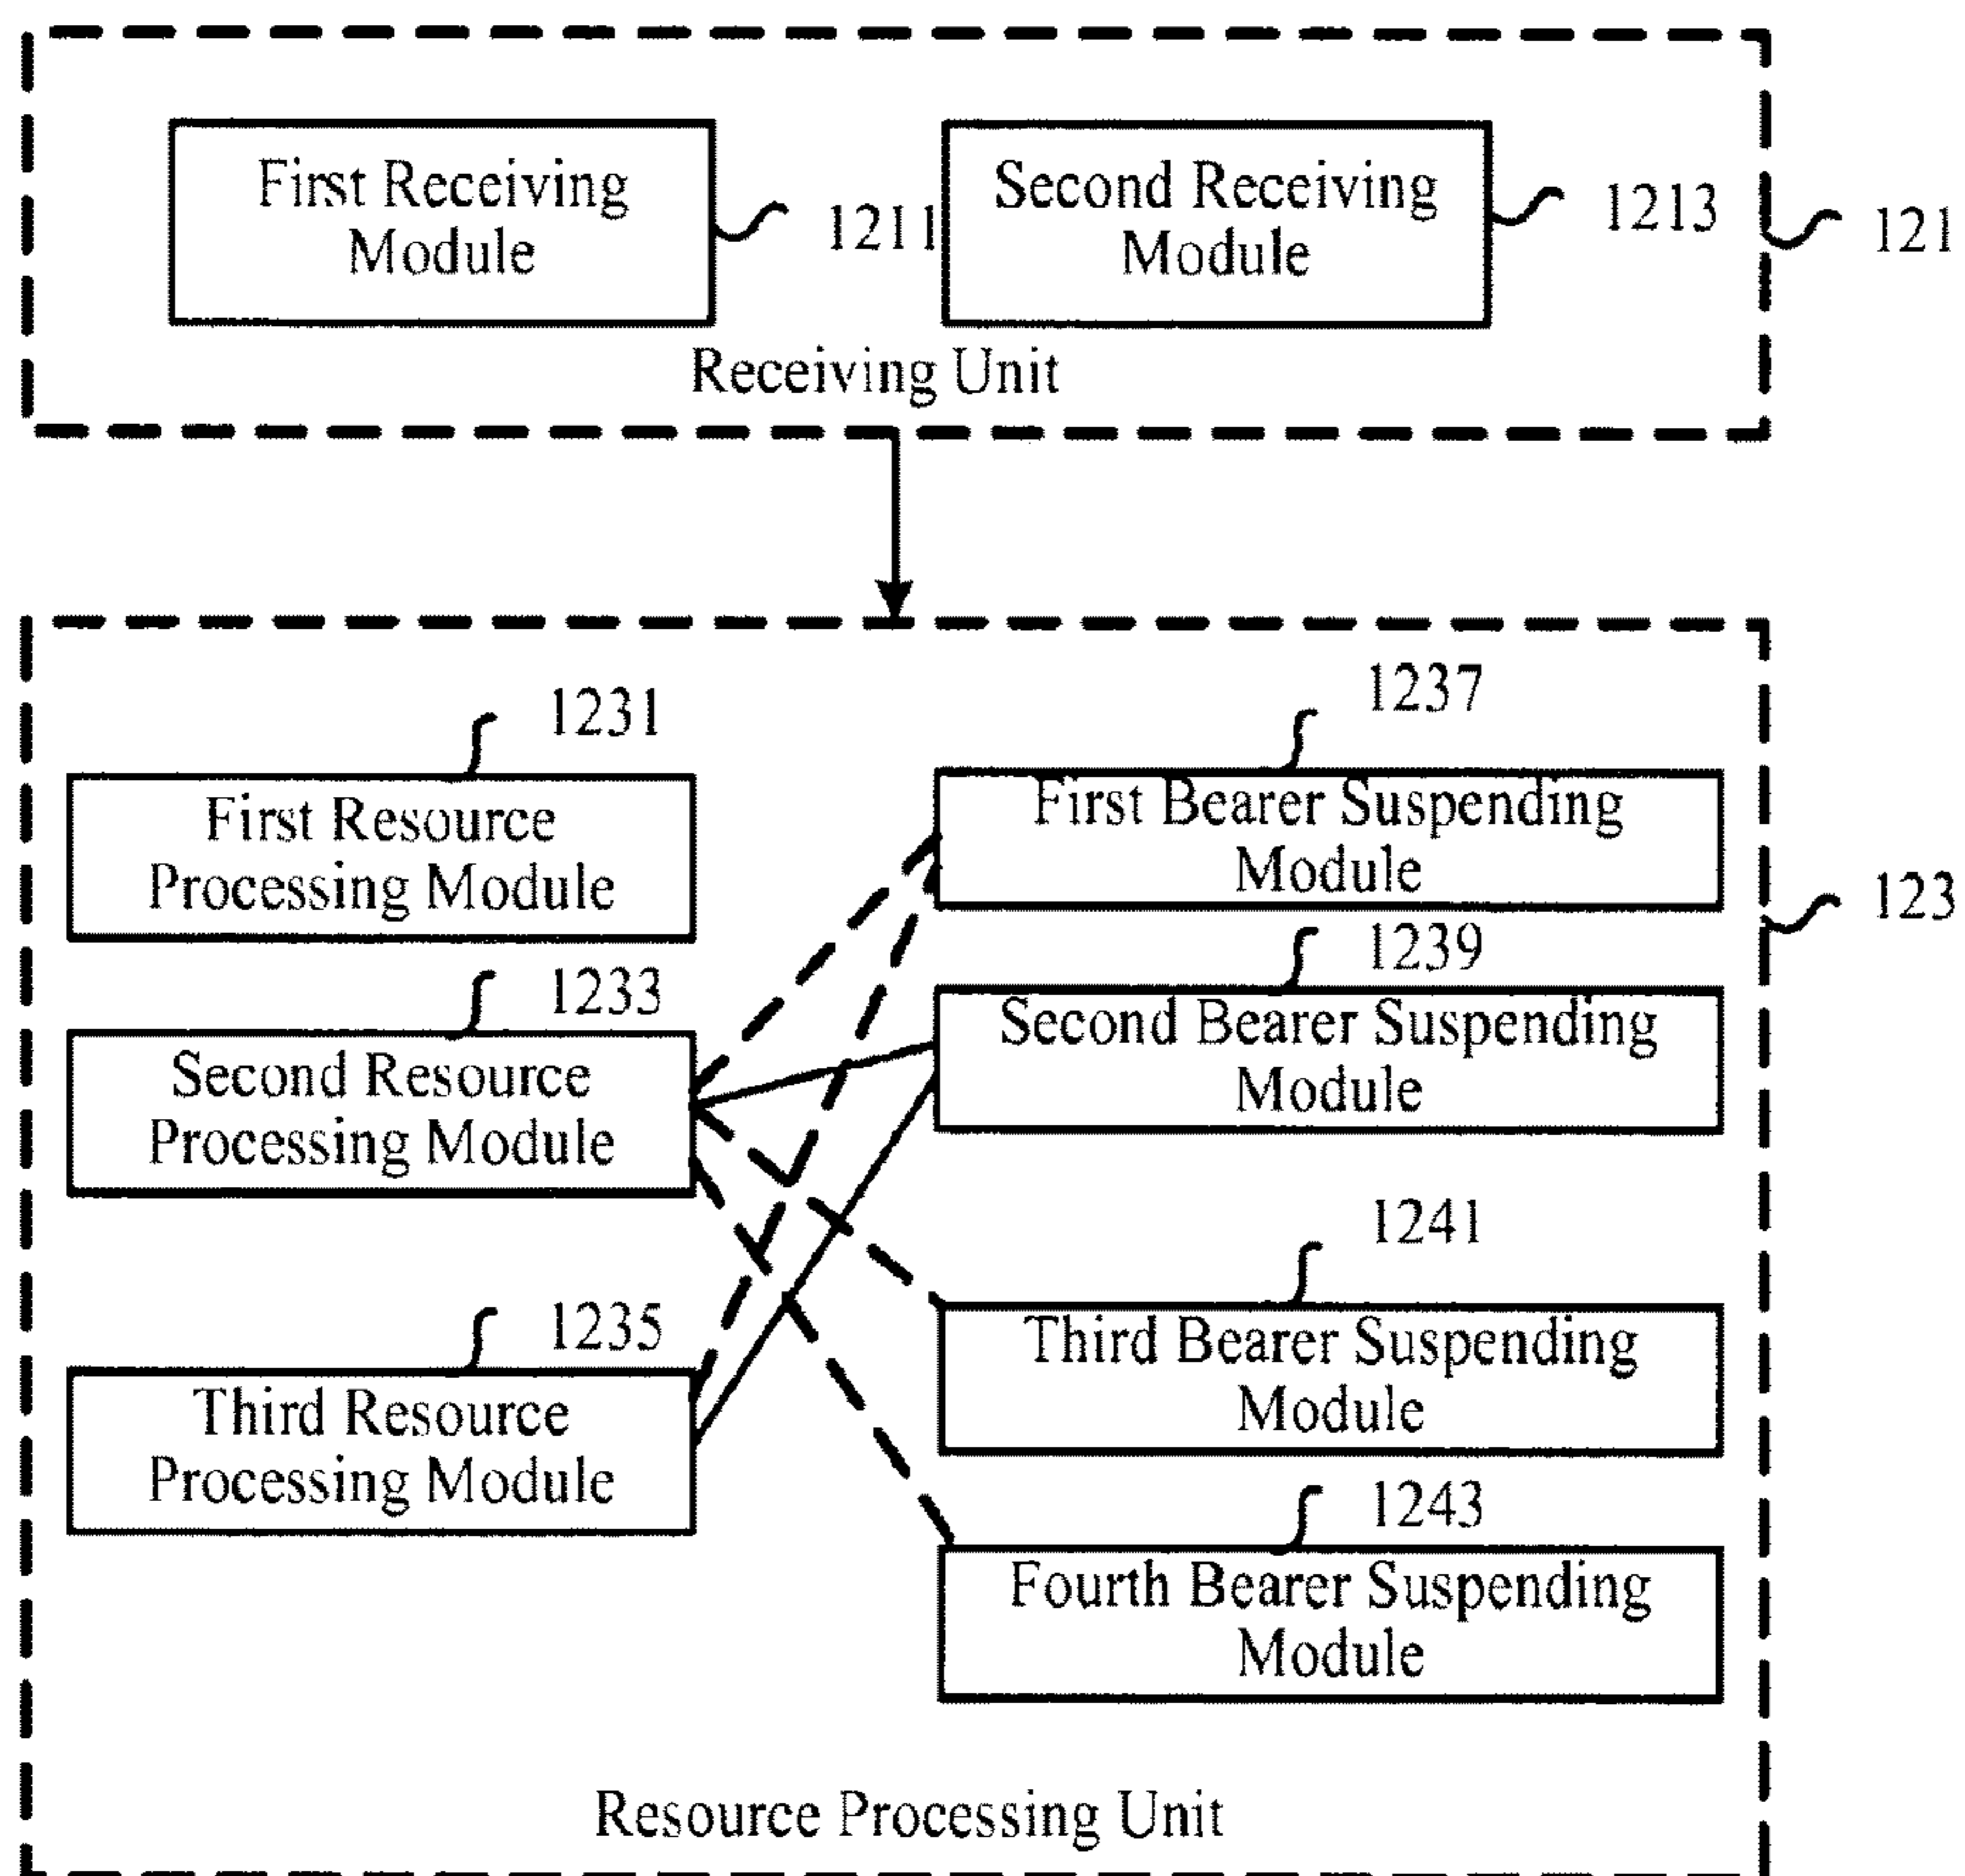 First Receiving
Module
1211
Second Receiving
Module
1213
121
Receiving Unit
1231
First Resource
Processing Module
1233
Second Resource
Processing Module
1235
Third Resource
Processing Module
1237
First Bearer Suspending
Module
123
1239
Second Bearer Suspending
Module
1241
Third Bearer Suspending
Module
1243
Fourth Bearer Suspending
Module
Resource Processing Unit